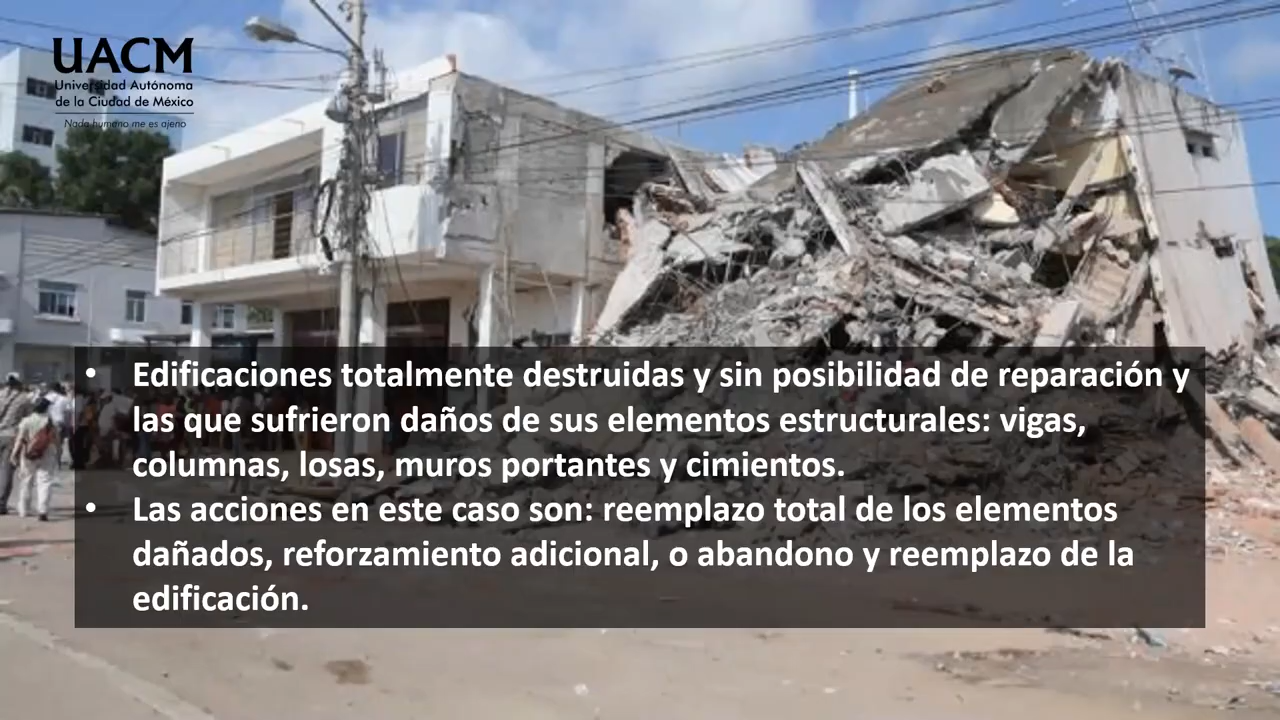 UACM
Universidad Autónoma
de la Ciudad de México
Nada humano me es ajeno
• Edificaciones totalmente destruidas y sin posibilidad de reparación y
las que sufrieron daños de sus elementos estructurales: vigas,
columnas, losas, muros portantes y cimientos.
• Las acciones en este caso son: reemplazo total de los elementos
dañados, reforzamiento adicional, o abandono y reemplazo de la
edificación.